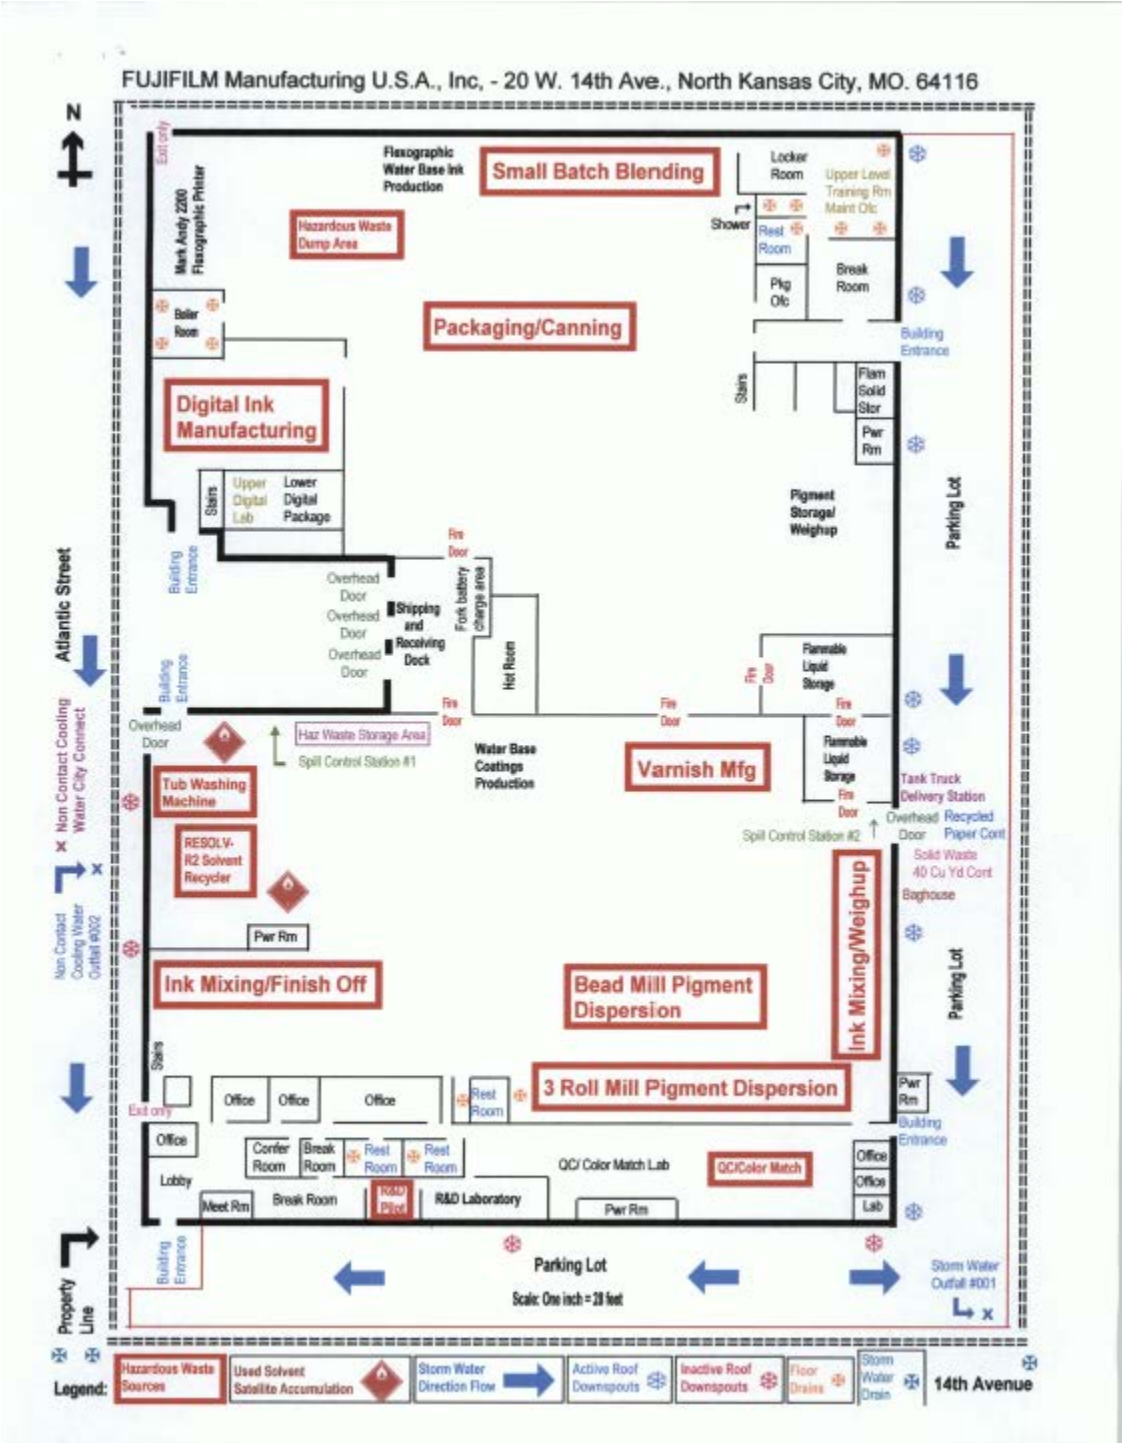 FUJIFILM Manufacturing U.S.A., Inc, - 20 W. 14th Ave., North Kansas City, MO. 64116
N
Exit only
Mark Andy 2200
Flexographic Printer
Flexographic
Water Base Ink
Production
Small Batch Blending
Locker
Room
Upper Level
Training Rm
Maint Ofc
Shower
Rest
Room
Hazardous Waste
Dump Area
Pkg
Ofc
Break
Room
Boiler
Room
Packaging/Canning
Building
Entrance
Stairs
Flam
Solid
Stor
Pwr
Rm
Digital Ink
Manufacturing
Stairs
Upper
Digital
Lab
Lower
Digital
Package
Pigment
Storage/
Weighup
Parking Lot
Building
Entrance
Atlantic Street
Fire
Door
Overhead
Door
Overhead
Door
Overhead
Door
Shipping
and
Receiving
Dock
Fork battery
charge area
Hot Room
Fire
Door
Flammable
Liquid
Storage
Building
Entrance
Fire
Door
Fire
Door
Fire
Door
Overhead
Door
Haz Waste Storage Area
Spill Control Station #1
Water Base
Coatings
Production
Varnish Mfg
Flammable
Liquid
Storage
Fire
Door
Tank Truck
Delivery Station
Overhead
Door
Recycled
Paper Cont
Spill Control Station #2
Solid Waste
40 Cu Yd Cont
Baghouse
x Non Contact Cooling
Water City Connect
Tub Washing
Machine
RESOLV-
R2 Solvent
Recycler
x
Non Contact
Cooling Water
Outfall #002
Pwr Rm
Ink Mixing/Finish Off
Bead Mill Pigment
Dispersion
Ink Mixing/Weighup
Parking Lot
Stairs
3 Roll Mill Pigment Dispersion
Pwr
Rm
Office
Office
Office
Rest
Room
Exit only
Building
Entrance
Office
Confer
Room
Break
Room
Rest
Room
Rest
Room
QC/ Color Match Lab
QC/Color Match
Office
Office
Lab
Lobby
Meet Rm
Break Room
R&D
Pilot
R&D Laboratory
Pwr Rm
Building
Entrance
Parking Lot
Scale: One inch = 28 feet
Storm Water
Outfall #001
x
Property
Line
Legend:
Hazardous Waste
Sources
Used Solvent
Satellite Accumulation
Storm Water
Direction Flow
Active Roof
Downspouts
Inactive Roof
Downspouts
Floor
Drains
Storm
Water
Drain
14th Avenue